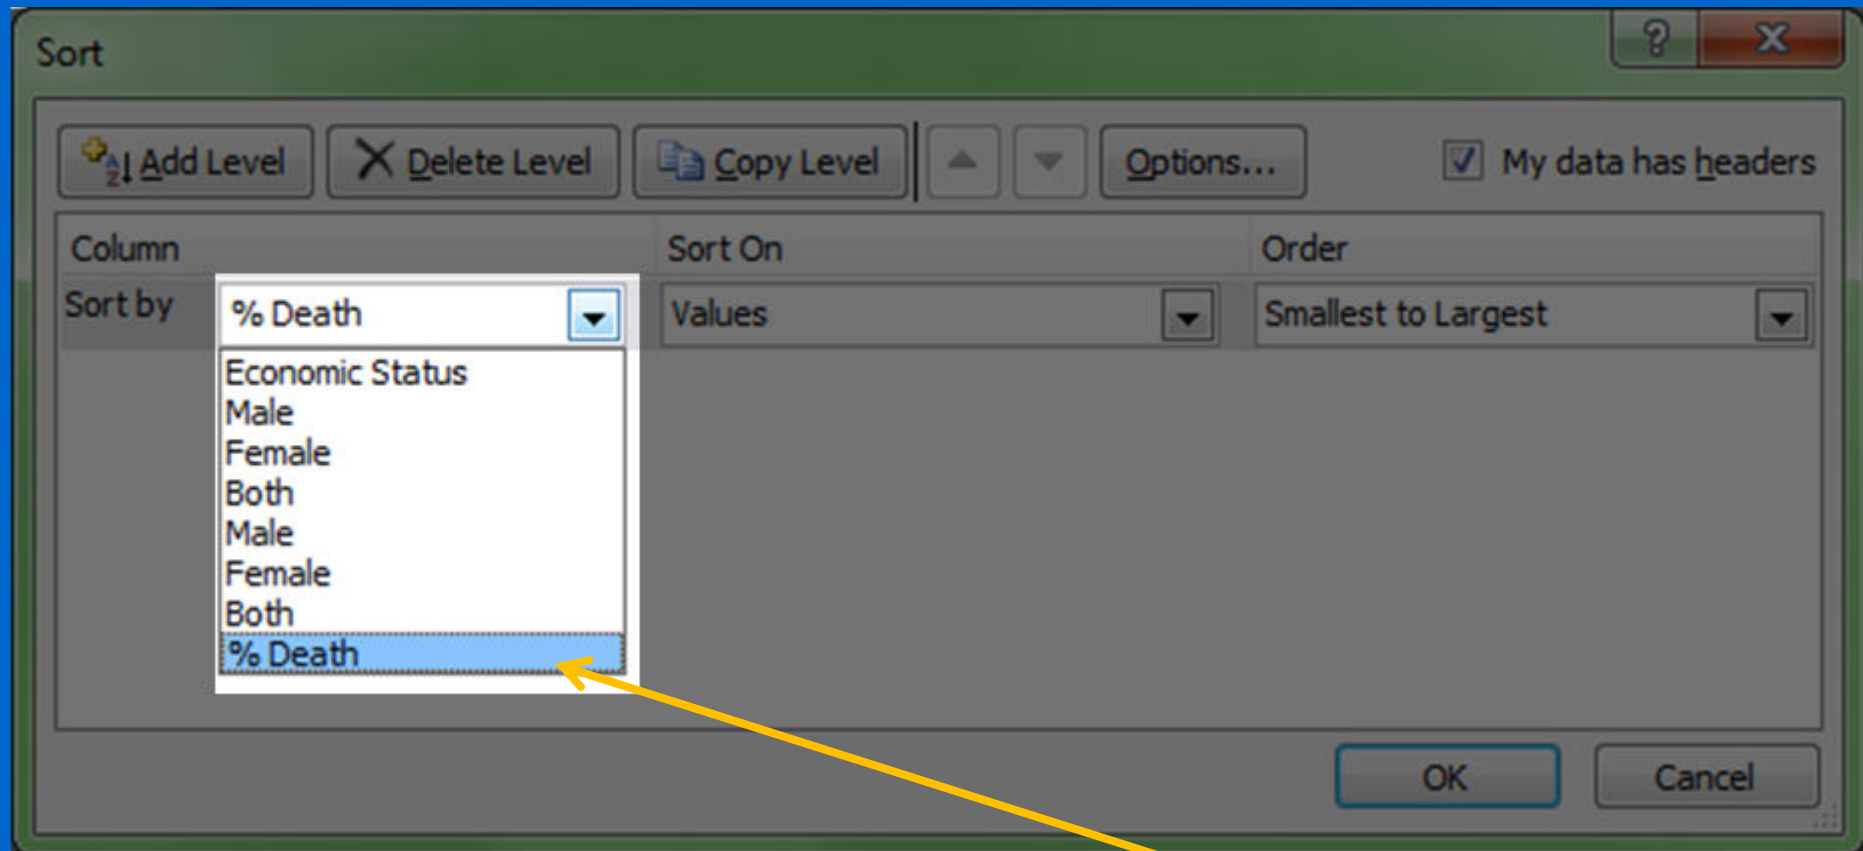 Sort
?
Add Level Delete Level Copy Level Options... My data has headers
Column Sort On Order
Sort by % Death Values Smallest to Largest
Economic Status
Male
Female
Both
Male
Female
Both
% Death
OK Cancel